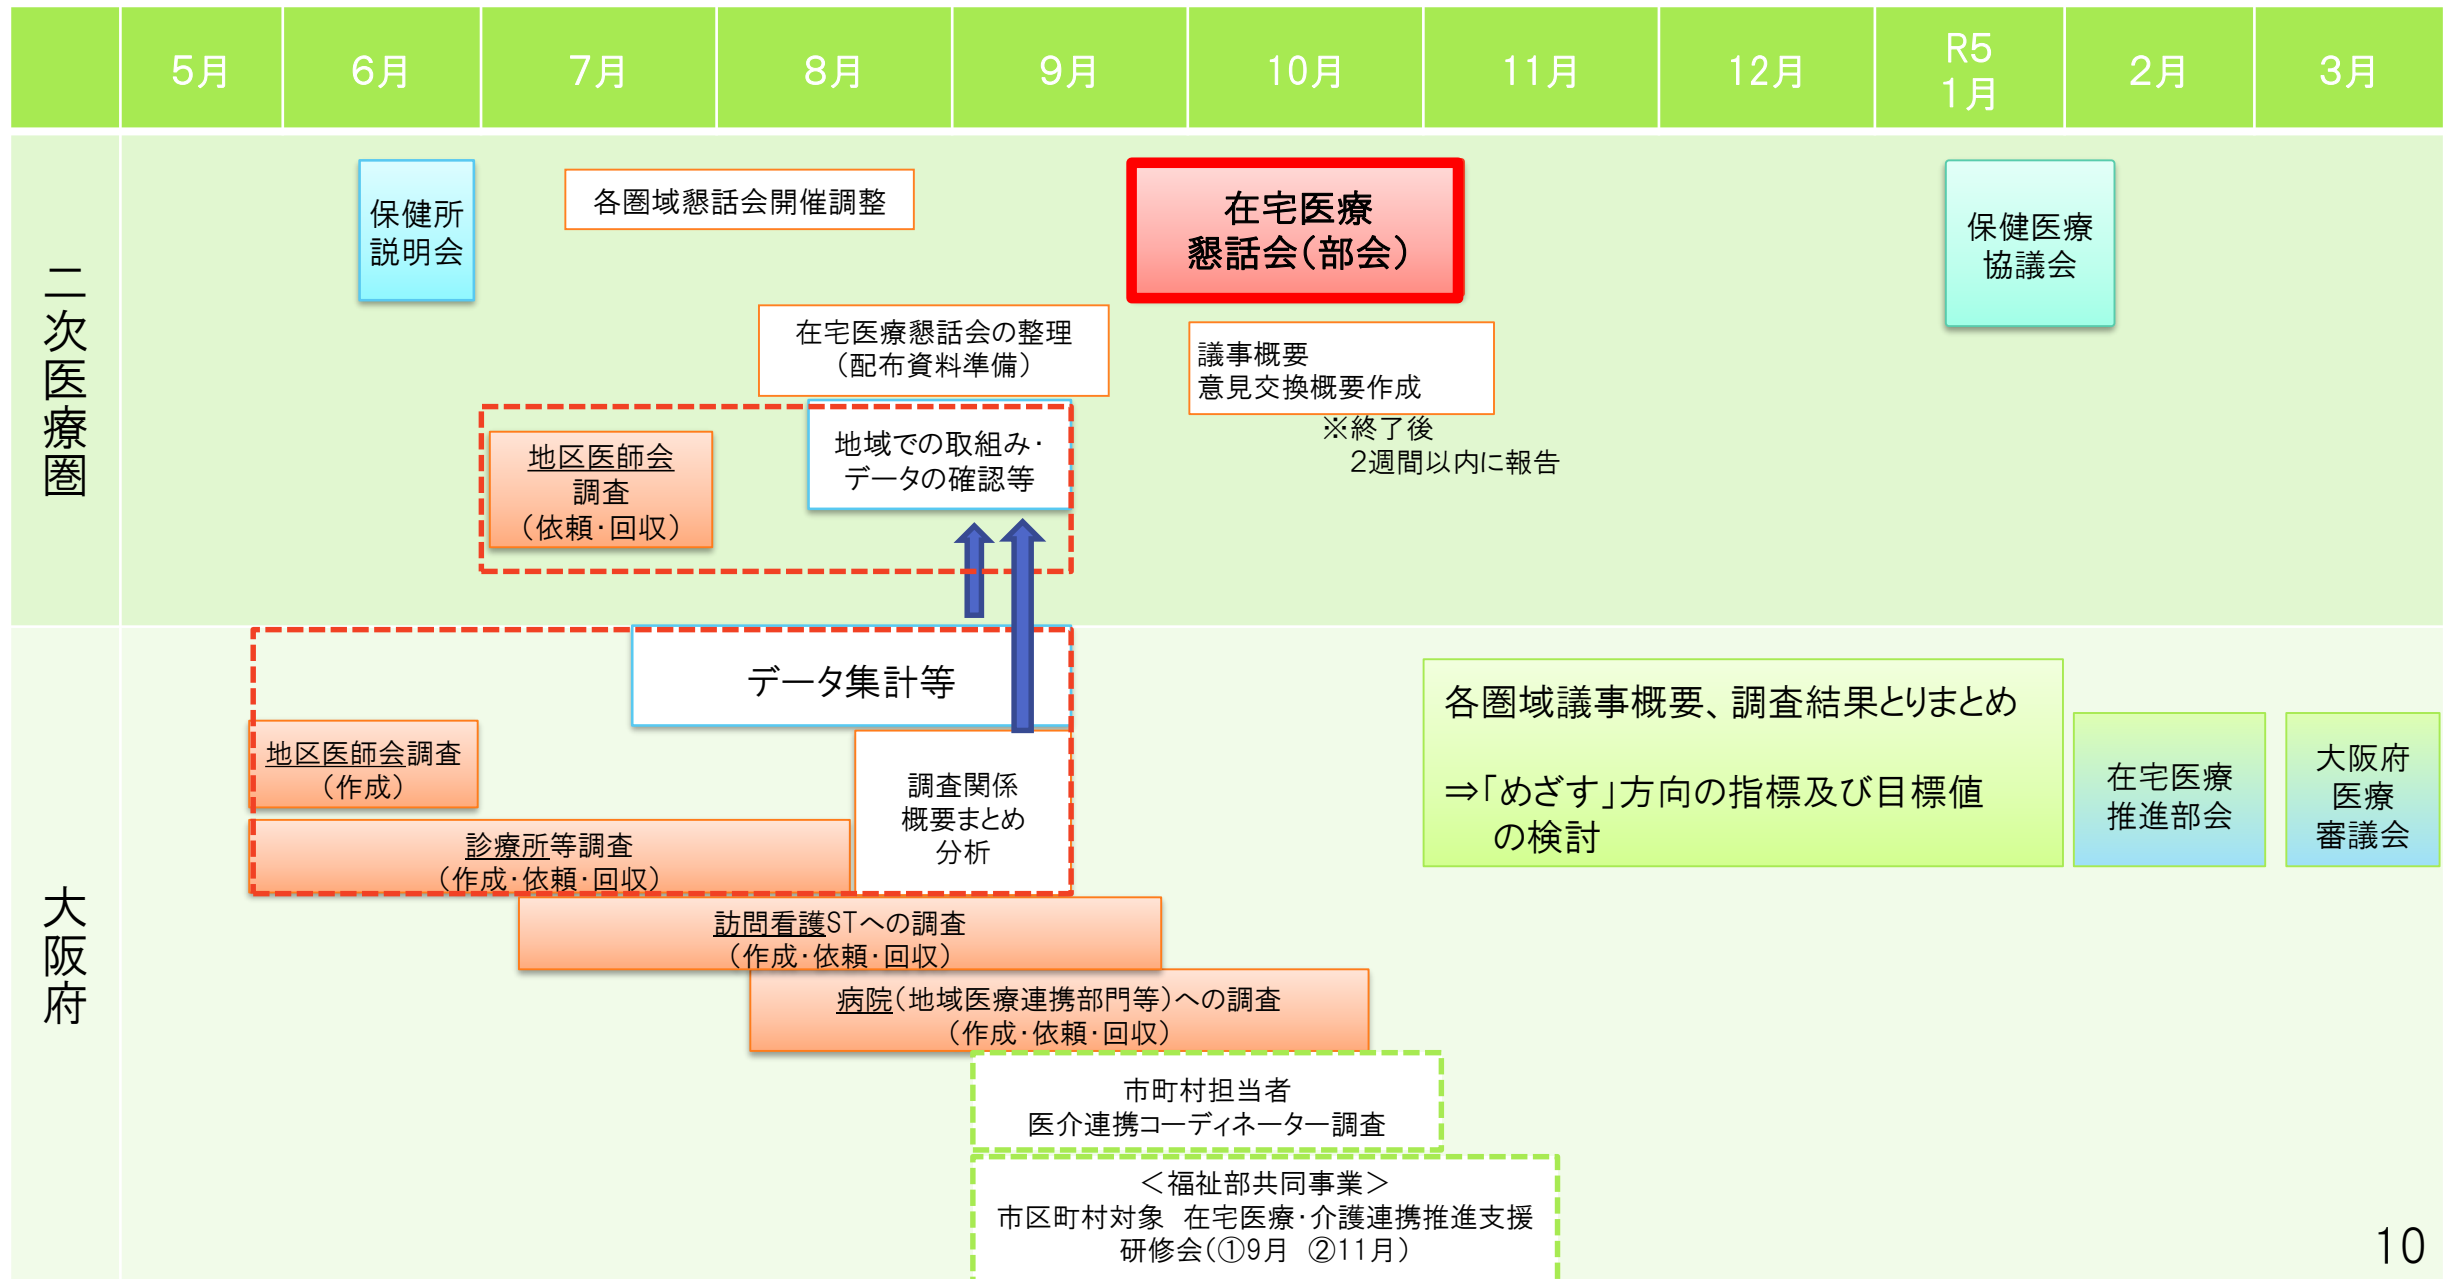 5月
6月
7月
8月
9月
10月
11月
12月
R5
1月
2月
3月
二次医療圏
保健所
説明会
各圏域懇話会開催調整
在宅医療
懇話会(部会)
保健医療
協議会
在宅医療懇話会の整理
(配布資料準備)
議事概要
意見交換概要作成
※終了後
2週間以内に報告
地区医師会
調査
(依頼・回収)
地域での取組み・
データの確認等
大阪府
データ集計等
地区医師会調査
(作成)
調査関係
概要まとめ
分析
診療所等調査
(作成・依頼・回収)
訪問看護STへの調査
(作成・依頼・回収)
病院(地域医療連携部門等)への調査
(作成・依頼・回収)
市町村担当者
医介連携コーディネーター調査
<福祉部共同事業>
市区町村対象 在宅医療・介護連携推進支援
研修会(①9月 ②11月)
各圏域議事概要、調査結果とりまとめ
⇒「めざす」方向の指標及び目標値
の検討
在宅医療
推進部会
大阪府
医療
審議会
10